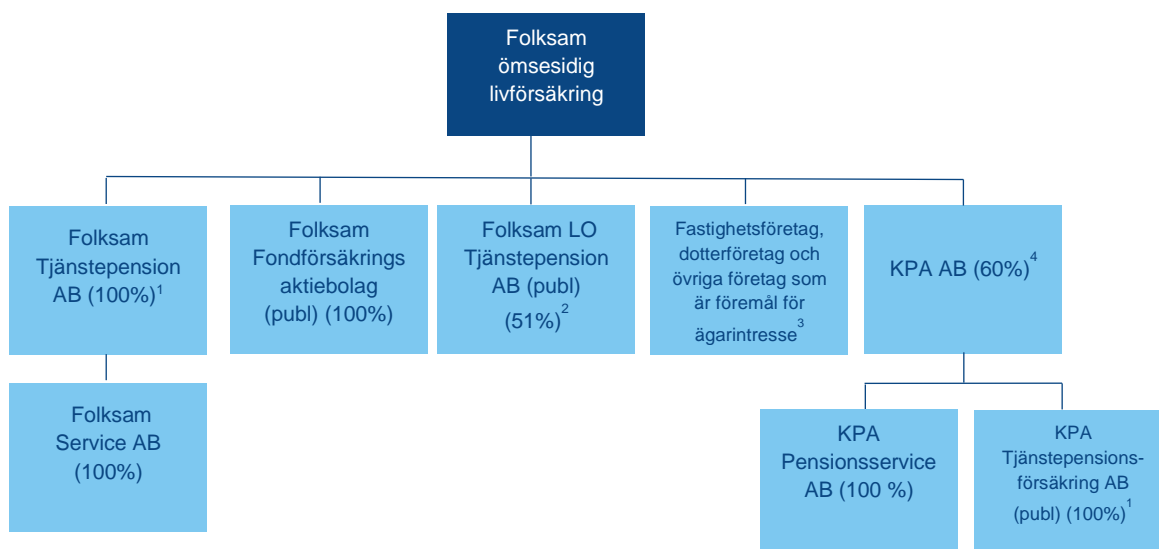 Folksam
ömsesidig
livförsäkring
Folksam
Tjänstepension
AB (100%)¹
Folksam
Fondförsäkrings
aktiebolag
(publ) (100%)
Folksam LO
Tjänstepension
AB (publ)
(51%)²
Fastighetsföretag,
dotterföretag och
övriga företag som
är föremål för
ägarintresse³
KPA AB (60%)⁴
Folksam
Service AB
(100%)
KPA
Pensionsservice
AB (100 %)
KPA
Tjänstepensions-
försäkring AB
(publ) (100%)¹